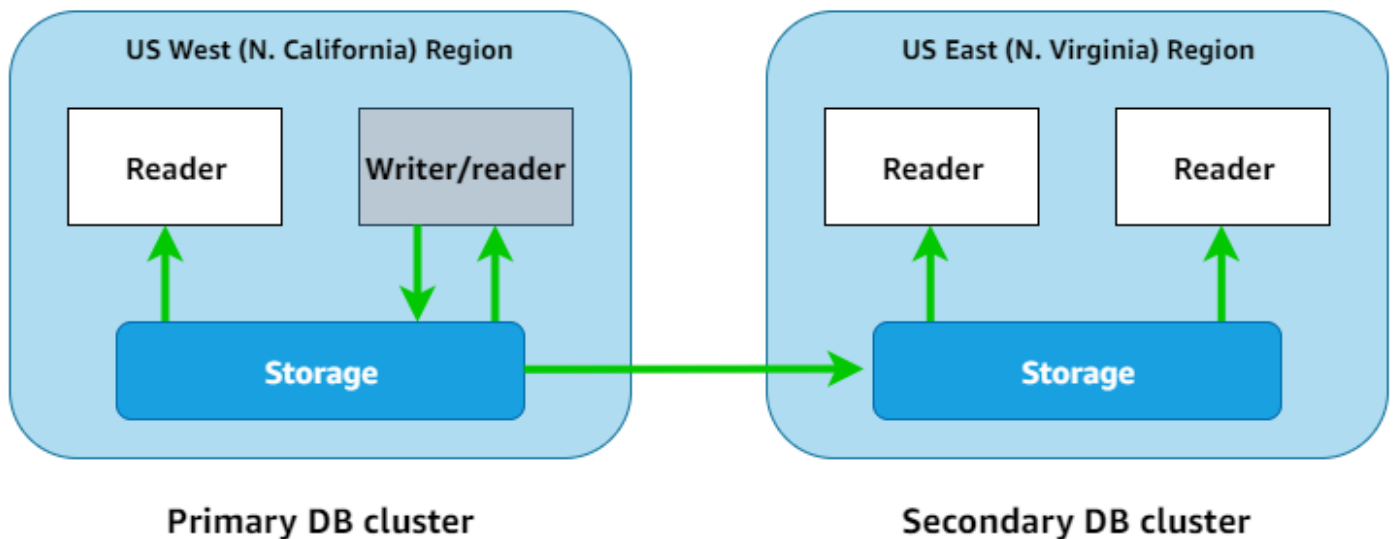 US West (N. California) Region
US East (N. Virginia) Region
Reader
Writer/reader
Reader
Reader
Storage
Storage
Primary DB cluster
Secondary DB cluster